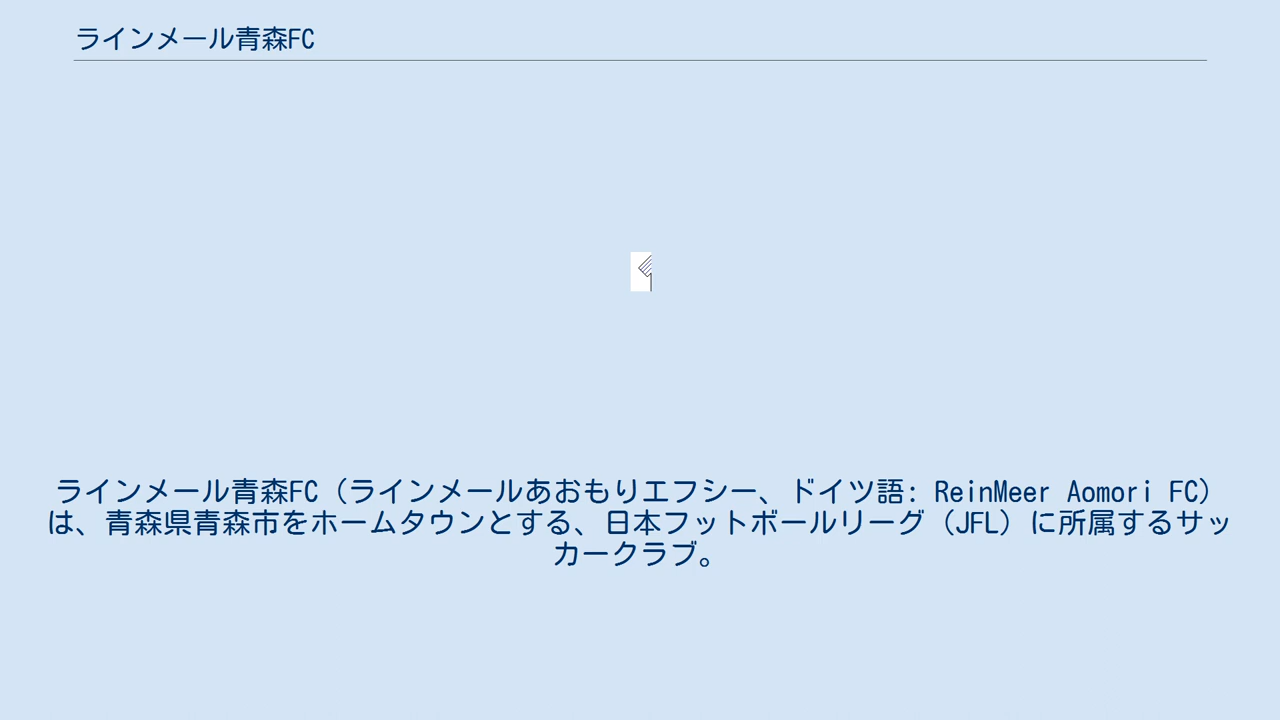 ラインメール青森FC
ラインメール青森FC（ラインメールあおもりエフシー、ドイツ語: ReinMeer Aomori FC）
は、青森県青森市をホームタウンとする、日本フットボールリーグ（JFL）に所属するサッ
カークラブ。